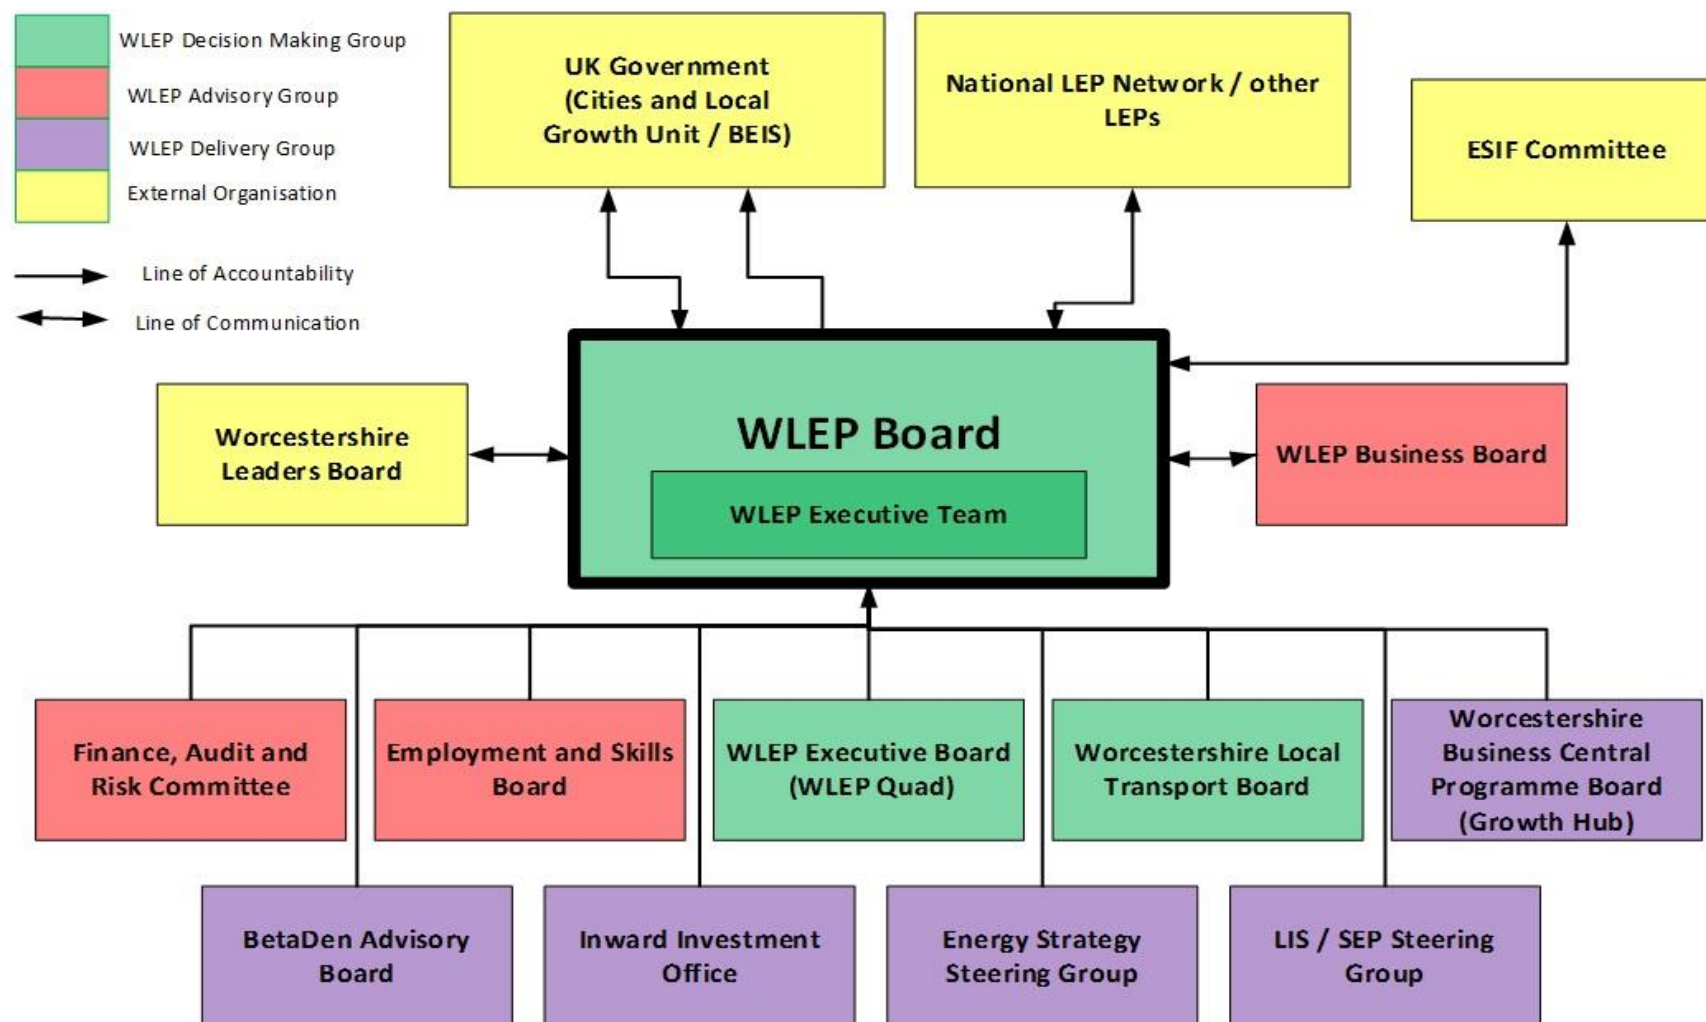 WLEP Decision Making Group
WLEP Advisory Group
WLEP Delivery Group
External Organisation
Line of Accountability
Line of Communication
UK Government
(Cities and Local
Growth Unit / BEIS)
National LEP Network / other
LEPs
ESIF Committee
Worcestershire
Leaders Board
WLEP Board
WLEP Executive Team
WLEP Business Board
Finance, Audit and
Risk Committee
Employment and Skills
Board
WLEP Executive Board
(WLEP Quad)
Worcestershire Local
Transport Board
Worcestershire
Business Central
Programme Board
(Growth Hub)
BetaDen Advisory
Board
Inward Investment
Office
Energy Strategy
Steering Group
LIS / SEP Steering
Group